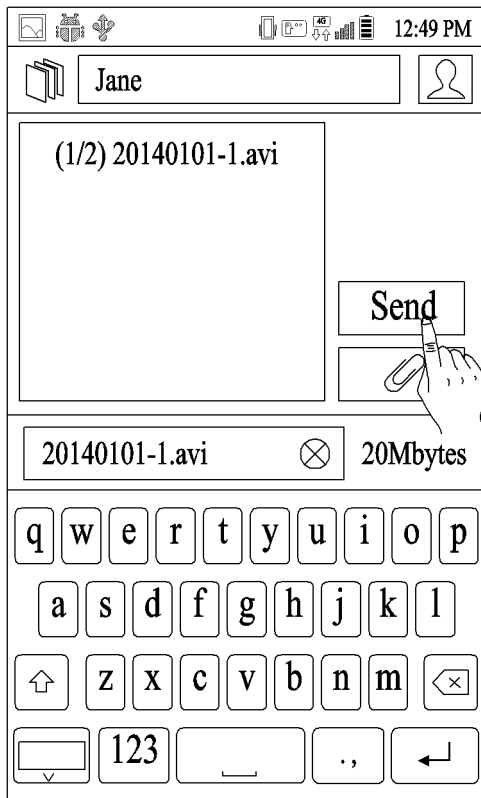 4G
12:49 PM
Jane
(1/2) 20140101-1.avi
Send
20140101-1.avi
20Mbytes
q w e r t y u i o p
a s d f g h j k l
z x c v b n m
123 .,